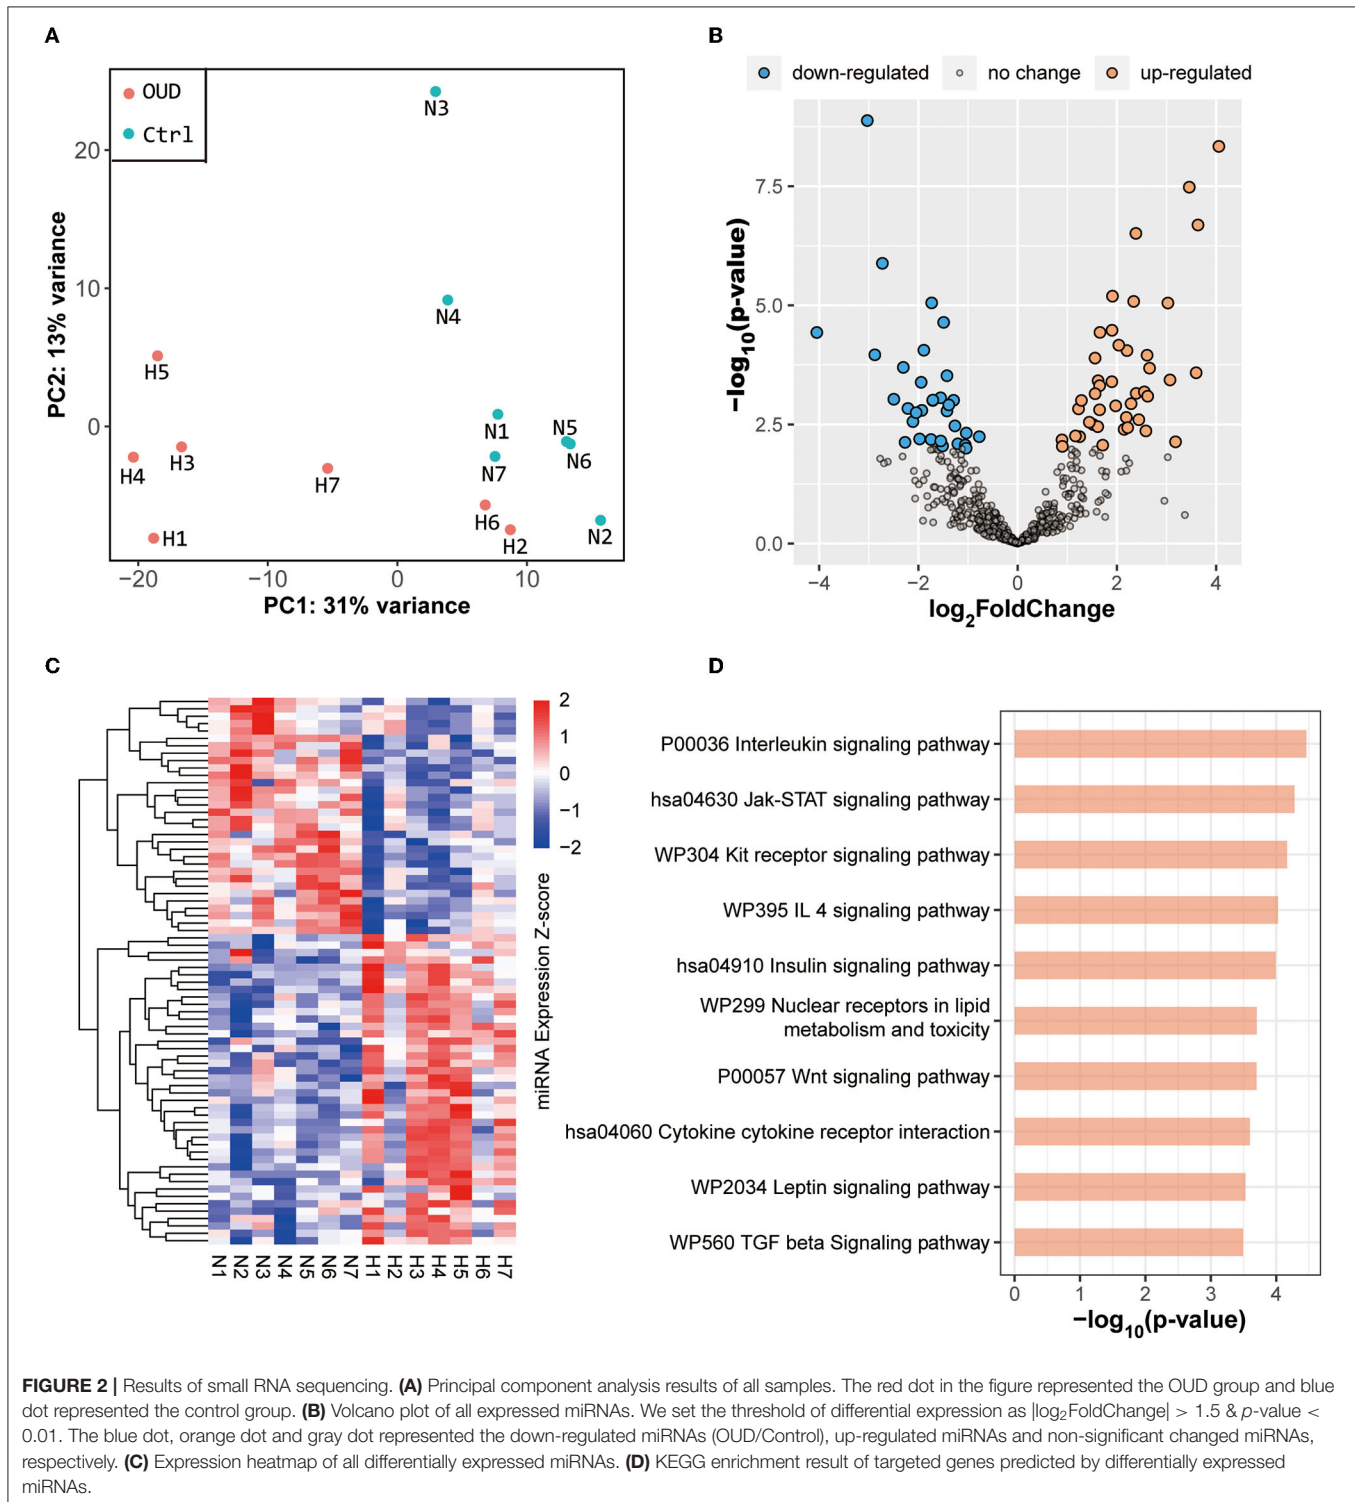 A
OUD
Ctrl
N3
N4
H5
H3
H4
H1
H7
N1
N7
N5
N6
H6
H2
N2
20
10
0
−20
−10
0
10
PC2: 13% variance
PC1: 31% variance
B
down-regulated
no change
up-regulated
7.5
5.0
2.5
0.0
−4
−2
0
2
4
−log10(p-value)
log2FoldChange
C
2
1
0
−1
−2
miRNA Expression Z-score
N1 N2 N3 N4 N5 N6 N7 H1 H2 H3 H4 H5 H6 H7
D
P00036 Interleukin signaling pathway
hsa04630 Jak-STAT signaling pathway
WP304 Kit receptor signaling pathway
WP395 IL 4 signaling pathway
hsa04910 Insulin signaling pathway
WP299 Nuclear receptors in lipid
metabolism and toxicity
P00057 Wnt signaling pathway
hsa04060 Cytokine cytokine receptor interaction
WP2034 Leptin signaling pathway
WP560 TGF beta Signaling pathway
0
1
2
3
4
−log10(p-value)
FIGURE 2 | Results of small RNA sequencing. (A) Principal component analysis results of all samples. The red dot in the figure represented the OUD group and blue
dot represented the control group. (B) Volcano plot of all expressed miRNAs. We set the threshold of differential expression as |log2FoldChange| > 1.5 & p-value <
0.01. The blue dot, orange dot and gray dot represented the down-regulated miRNAs (OUD/Control), up-regulated miRNAs and non-significant changed miRNAs,
respectively. (C) Expression heatmap of all differentially expressed miRNAs. (D) KEGG enrichment result of targeted genes predicted by differentially expressed
miRNAs.